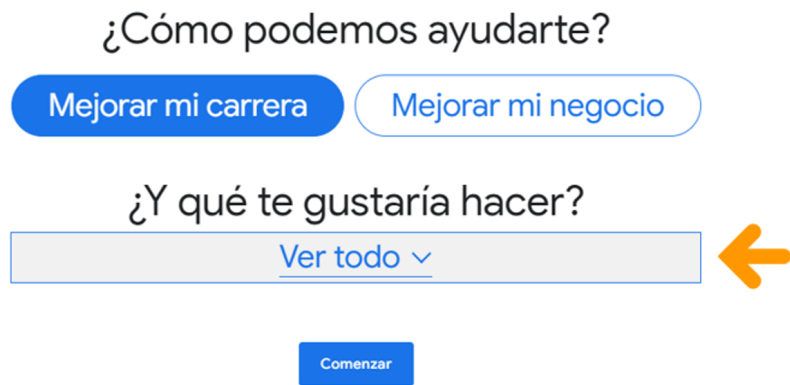 ¿Cómo podemos ayudarte?
Mejorar mi carrera
Mejorar mi negocio
¿Y qué te gustaría hacer?
Ver todo
Comenzar